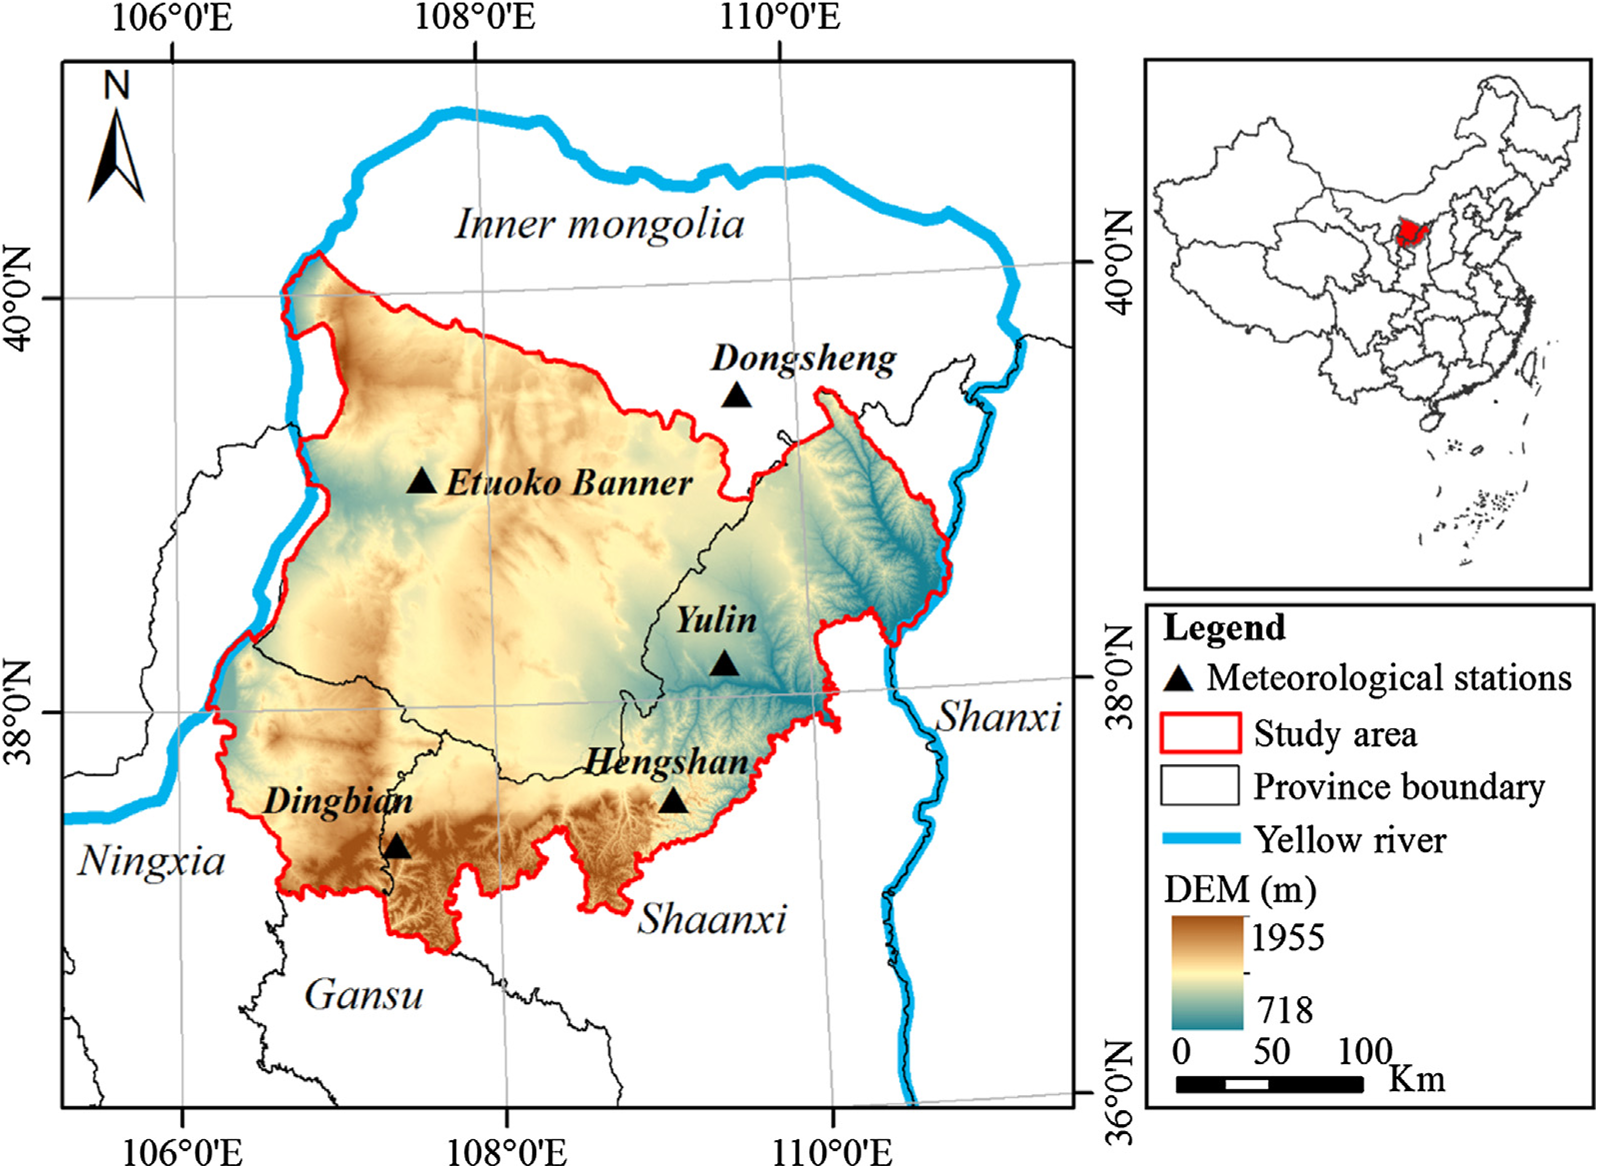 106°0'E 108°0'E 110°0'E
N
Inner mongolia
40°0'N
40°0'N
Dongsheng
Etuoko Banner
Yulin
38°0'N
38°0'N
Shanxi
Hengshan
Dingbian
Ningxia
Shaanxi
Gansu
36°0'N
106°0'E 108°0'E 110°0'E
Legend
Meteorological stations
Study area
Province boundary
Yellow river
DEM (m)
1955
718
0 50 100
Km